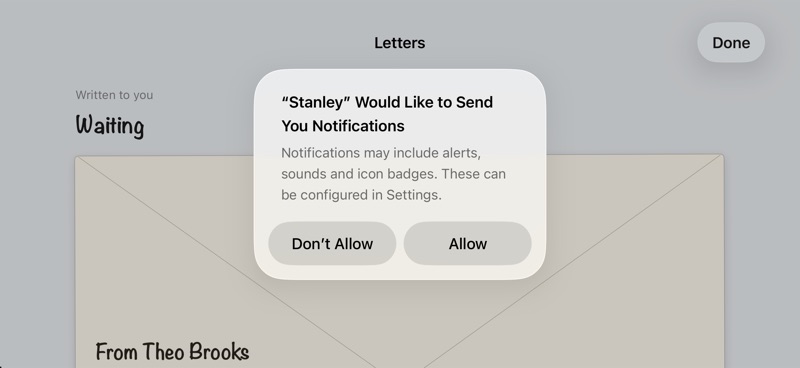 Letters
Done
Written to you
Waiting
“Stanley” Would Like to Send
You Notifications
Notifications may include alerts,
sounds and icon badges. These can
be configured in Settings.
Don’t Allow
Allow
From Theo Brooks